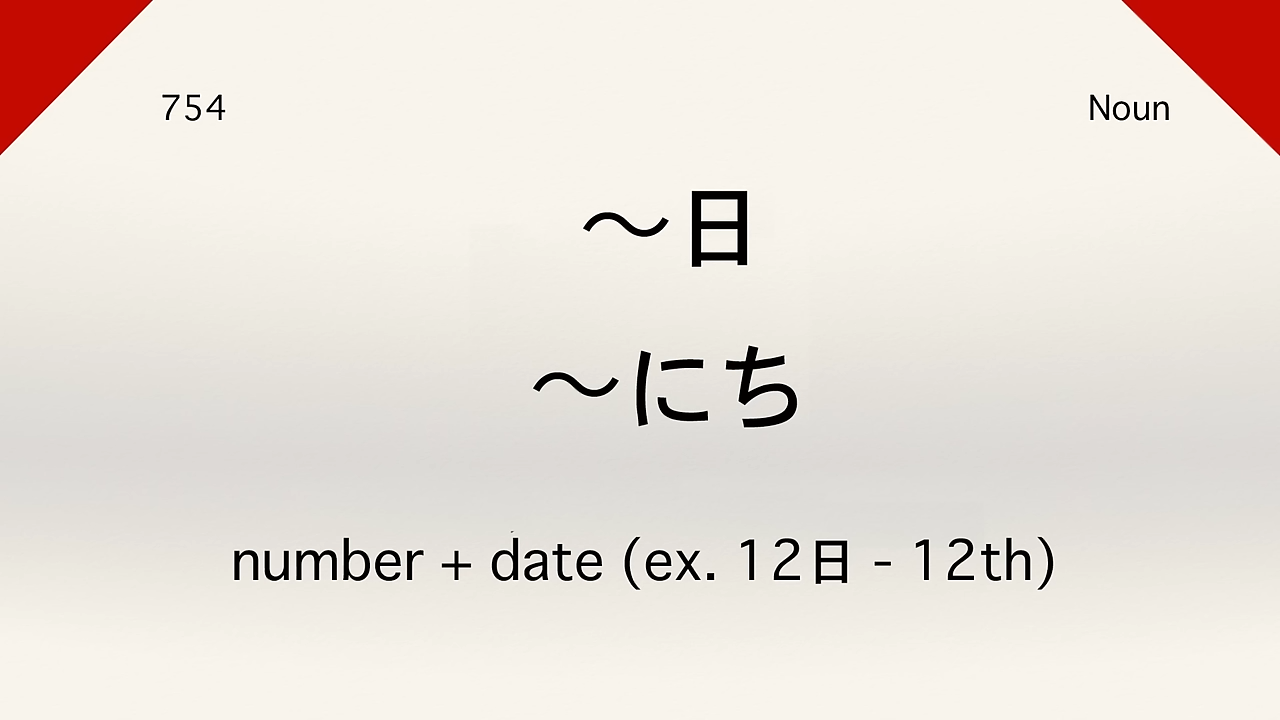 754
Noun
～日
～にち
number + date (ex. 12日 - 12th)